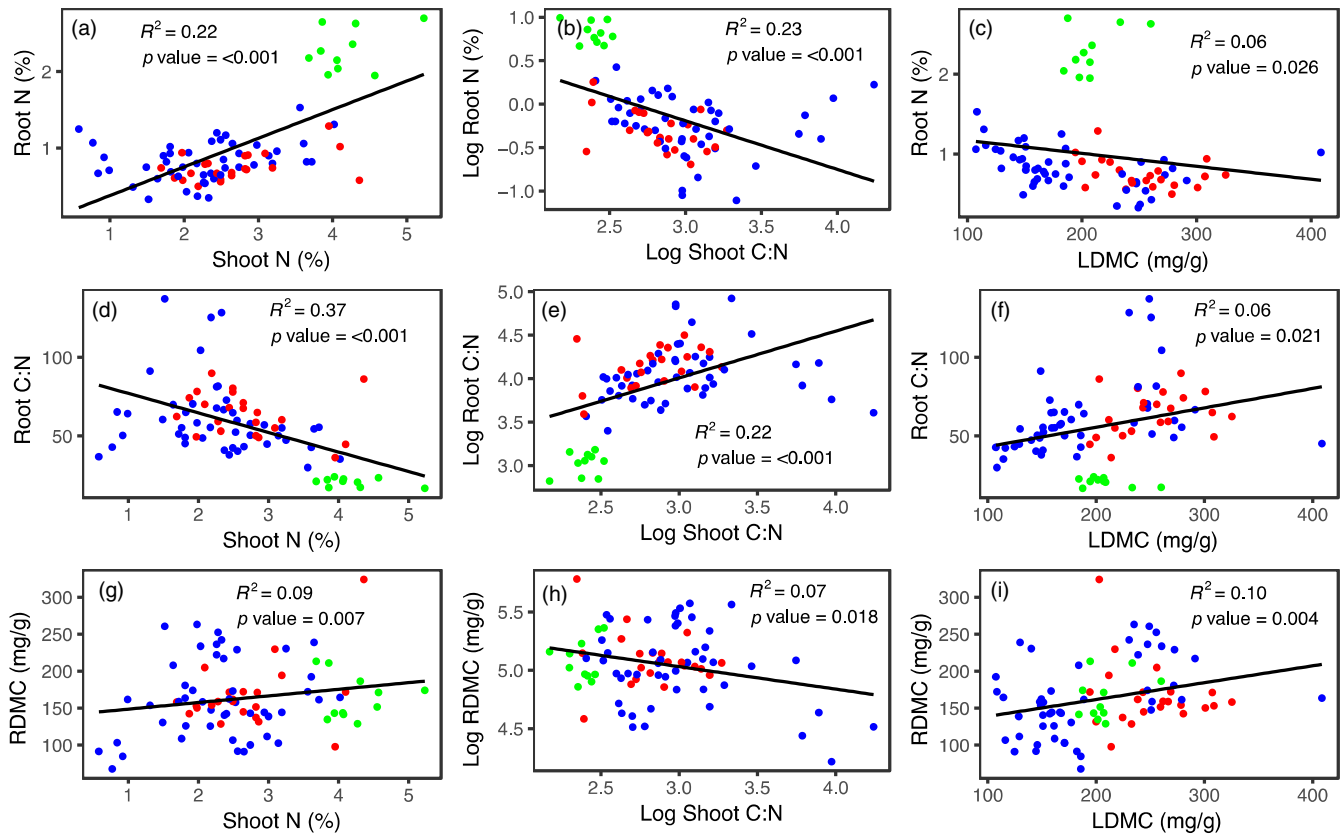 (a)
R² = 0.22
p value = <0.001
Root N (%)
2
1
1
2
3
4
5
Shoot N (%)
(b)
R² = 0.23
p value = <0.001
Log Root N (%)
1.0
0.5
0.0
−0.5
−1.0
2.5
3.0
3.5
4.0
Log Shoot C:N
(c)
R² = 0.06
p value = 0.026
Root N (%)
2
1
100
200
300
400
LDMC (mg/g)
(d)
R² = 0.37
p value = <0.001
Root C:N
100
50
1
2
3
4
5
Shoot N (%)
(e)
R² = 0.22
p value = <0.001
Log Root C:N
5.0
4.5
4.0
3.5
3.0
2.5
3.0
3.5
4.0
Log Shoot C:N
(f)
R² = 0.06
p value = 0.021
Root C:N
100
50
100
200
300
400
LDMC (mg/g)
(g)
R² = 0.09
p value = 0.007
RDMC (mg/g)
300
250
200
150
100
1
2
3
4
5
Shoot N (%)
(h)
R² = 0.07
p value = 0.018
Log RDMC (mg/g)
5.5
5.0
4.5
2.5
3.0
3.5
4.0
Log Shoot C:N
(i)
R² = 0.10
p value = 0.004
RDMC (mg/g)
300
250
200
150
100
100
200
300
400
LDMC (mg/g)